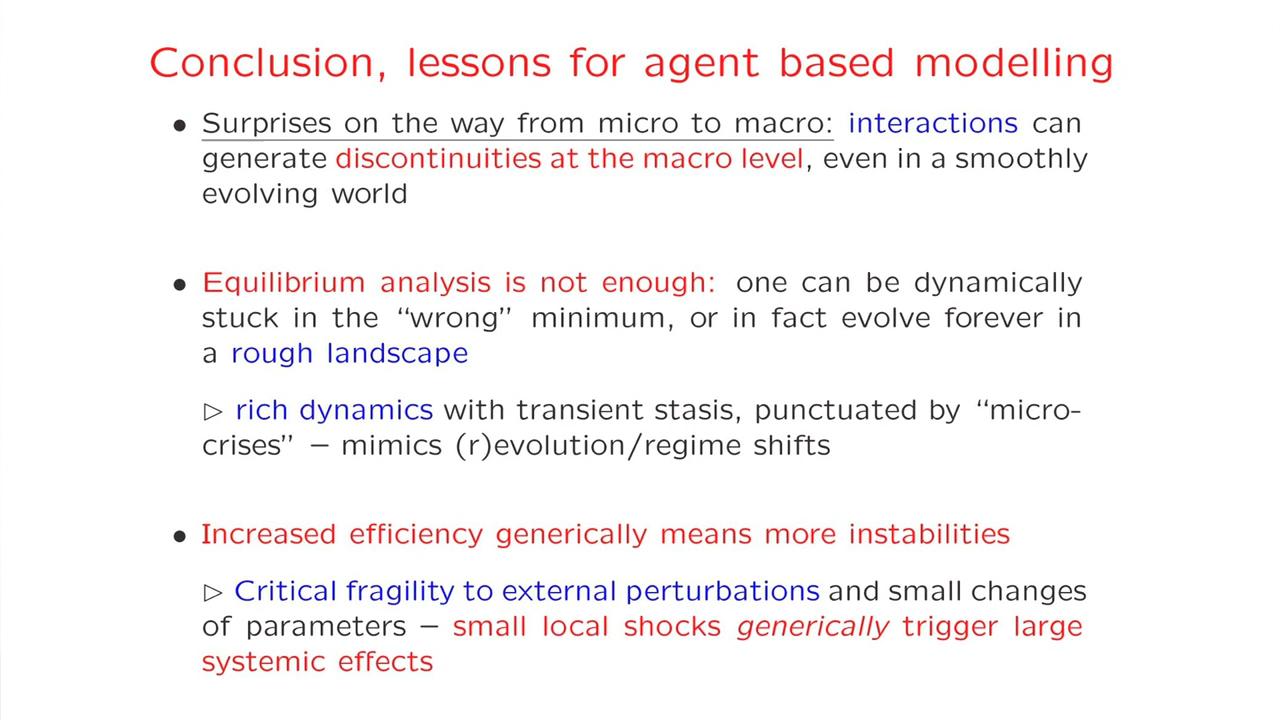 Conclusion, lessons for agent based modelling
• Surprises on the way from micro to macro: interactions can
generate discontinuities at the macro level, even in a smoothly
evolving world
• Equilibrium analysis is not enough: one can be dynamically
stuck in the “wrong” minimum, or in fact evolve forever in
a rough landscape
▷ rich dynamics with transient stasis, punctuated by “micro-
crises” – mimics (r)evolution/regime shifts
• Increased efficiency generically means more instabilities
▷ Critical fragility to external perturbations and small changes
of parameters – small local shocks generically trigger large
systemic effects